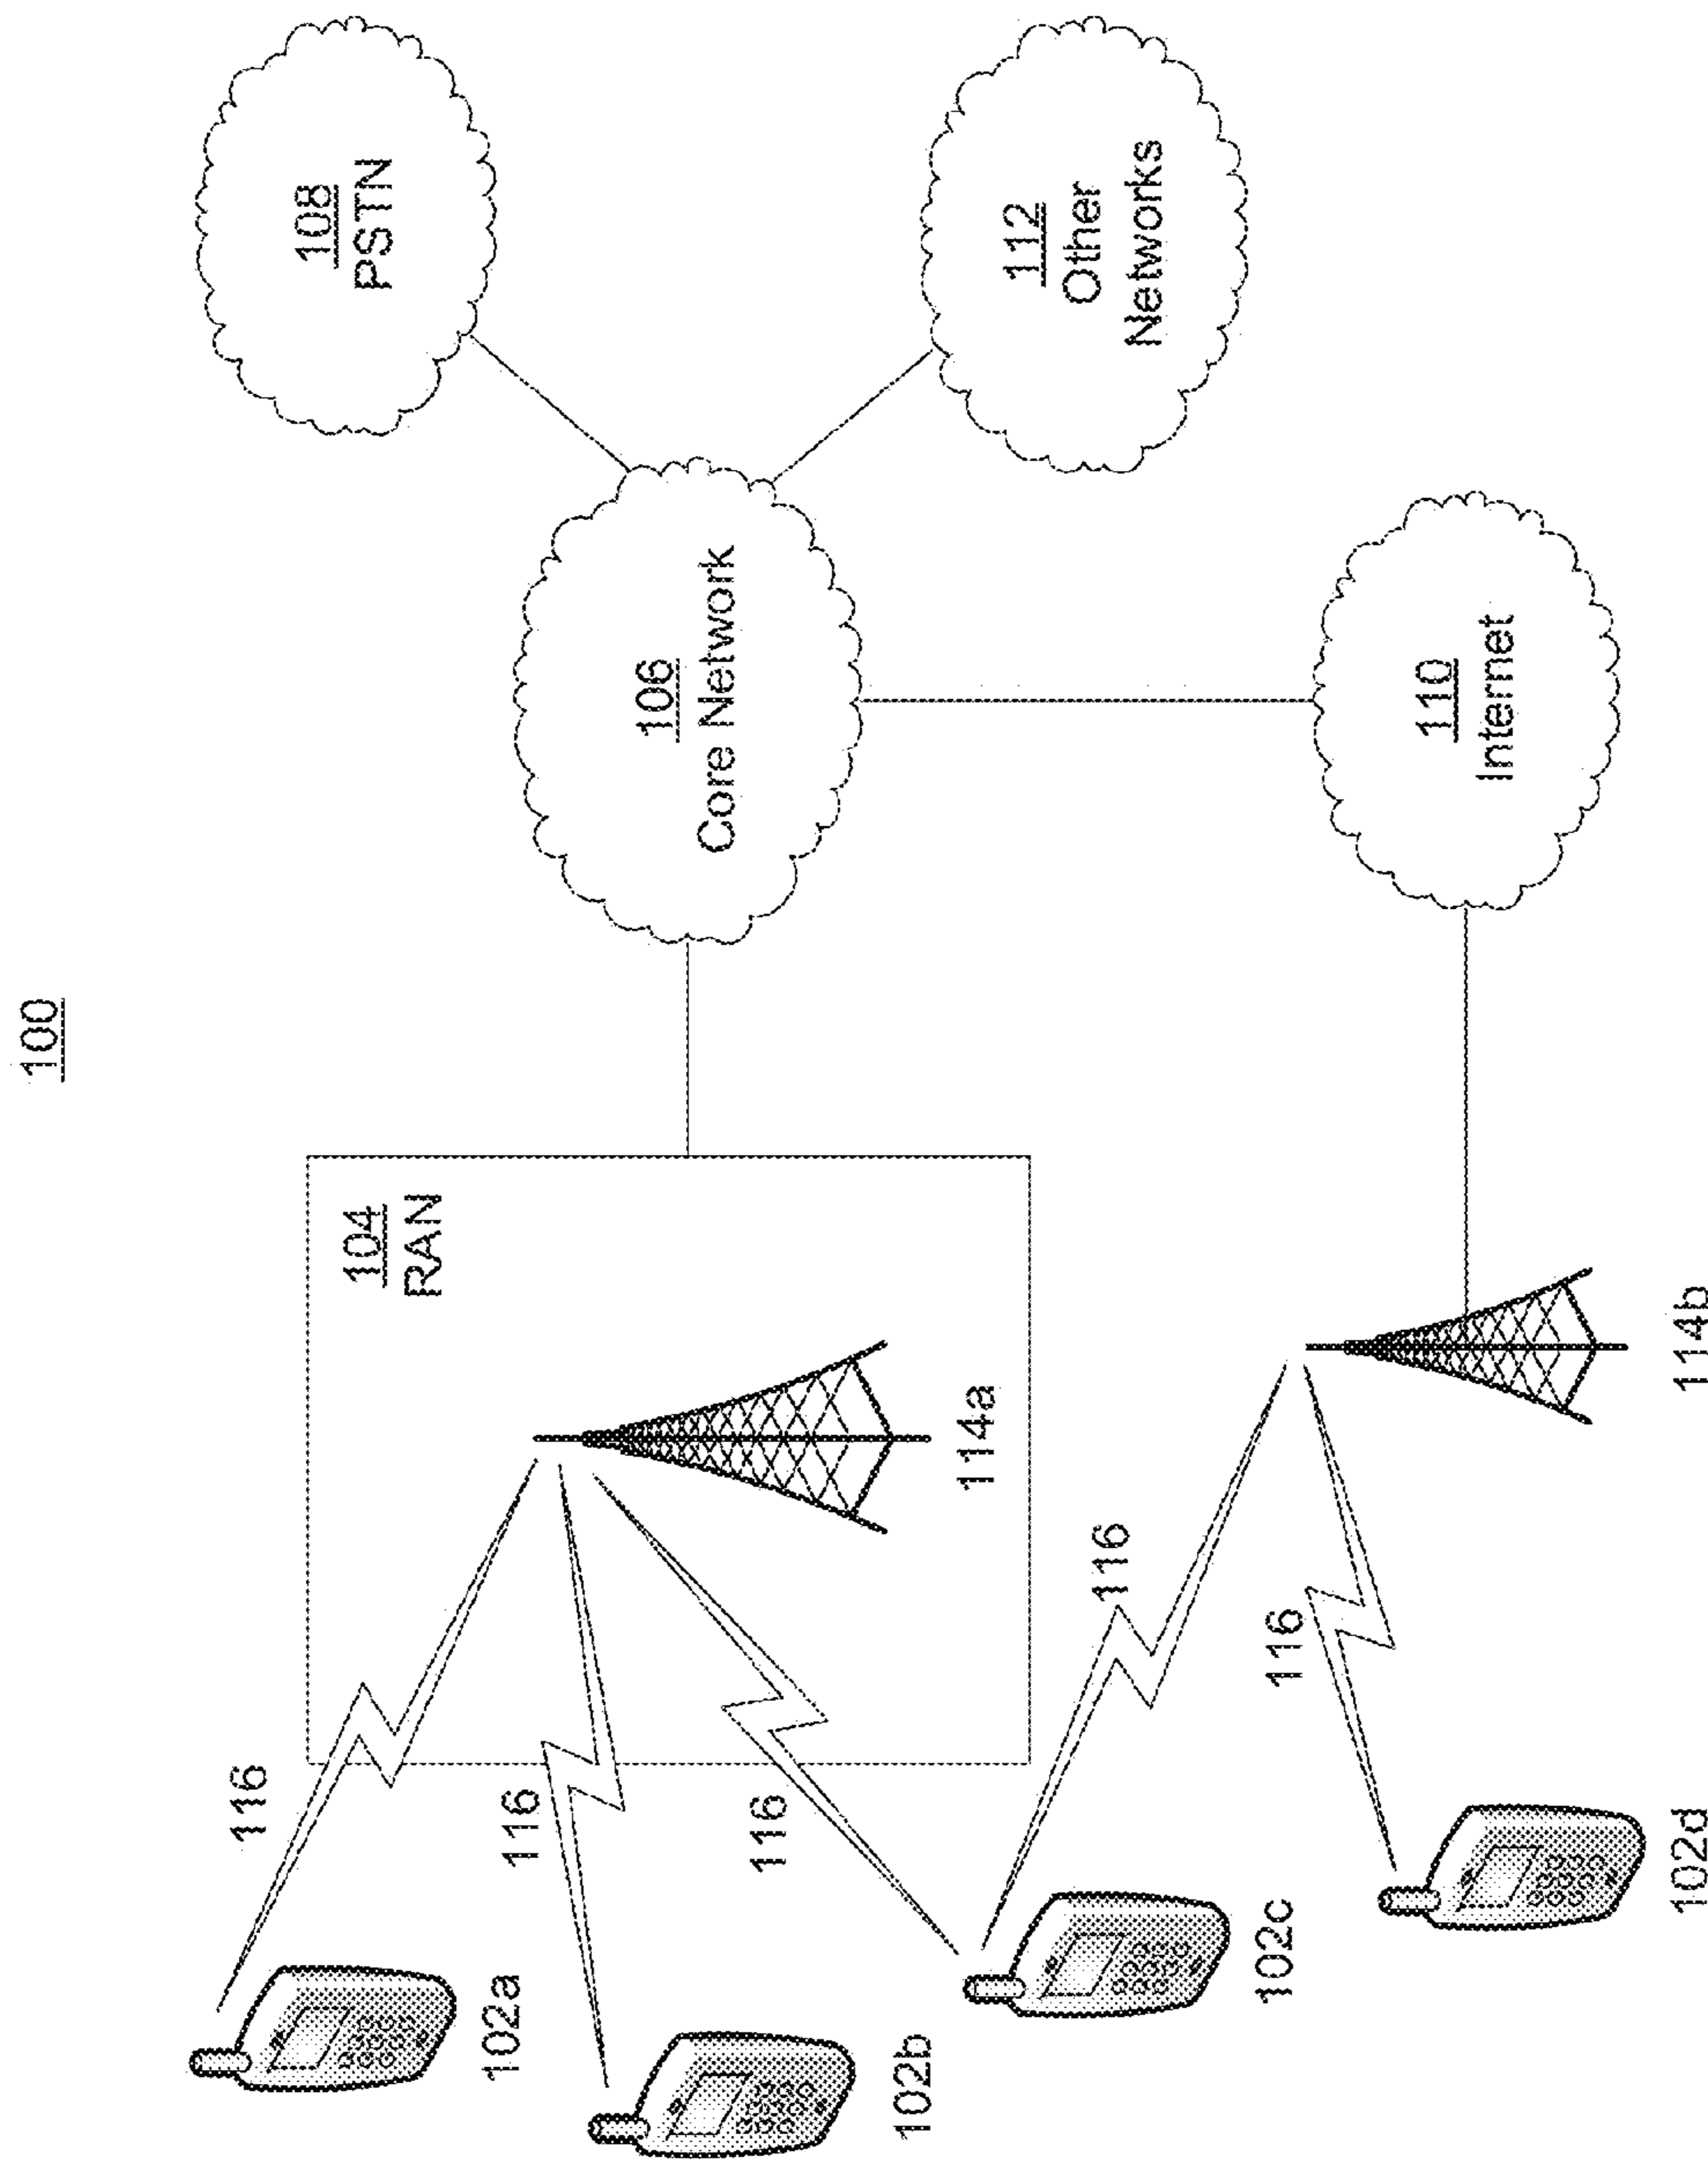 100
108
PSTN
104
RAN
106
Core Network
112
Other
Networks
114a
116
116
116
102a
102b
116
110
Internet
116
102c
114b
102d